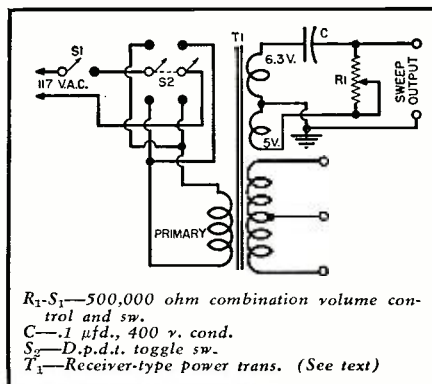 T1
S1
C
6.3 V.
R1
SWEEP OUTPUT
117 V.A.C.
S2
5V.
PRIMARY
R₁-S₁—500,000 ohm combination volume con-
trol and sw.
C—.1 µfd., 400 v. cond.
S₂—D.p.d.t. toggle sw.
T₁—Receiver-type power trans. (See text)